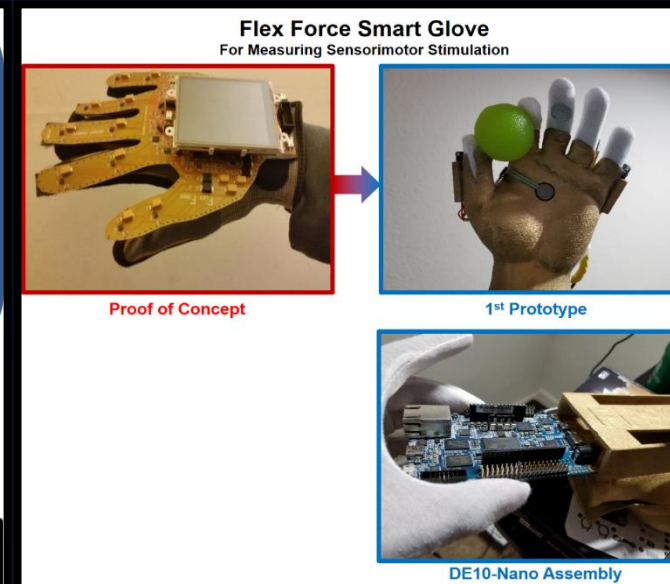 Flex Force Smart Glove
For Measuring Sensorimotor Stimulation
Proof of Concept
1st Prototype
DE10-Nano Assembly